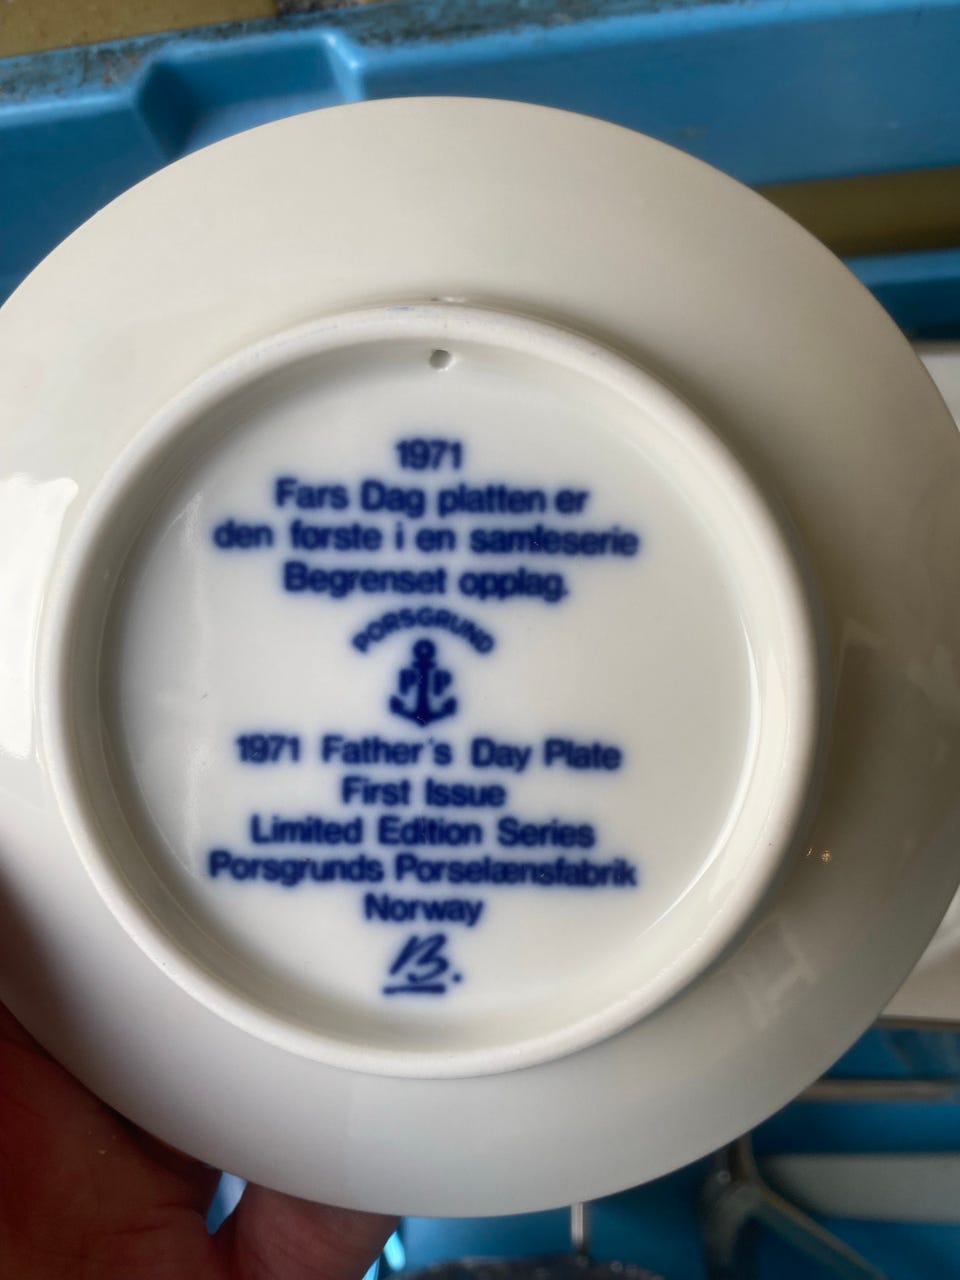 1971
Fars Dag platten er
den første i en samleserie
Begrenset opplag.
PORSGRUND
P P
1971 Father's Day Plate
First Issue
Limited Edition Series
Porsgrunds Porselænsfabrik
Norway
B.